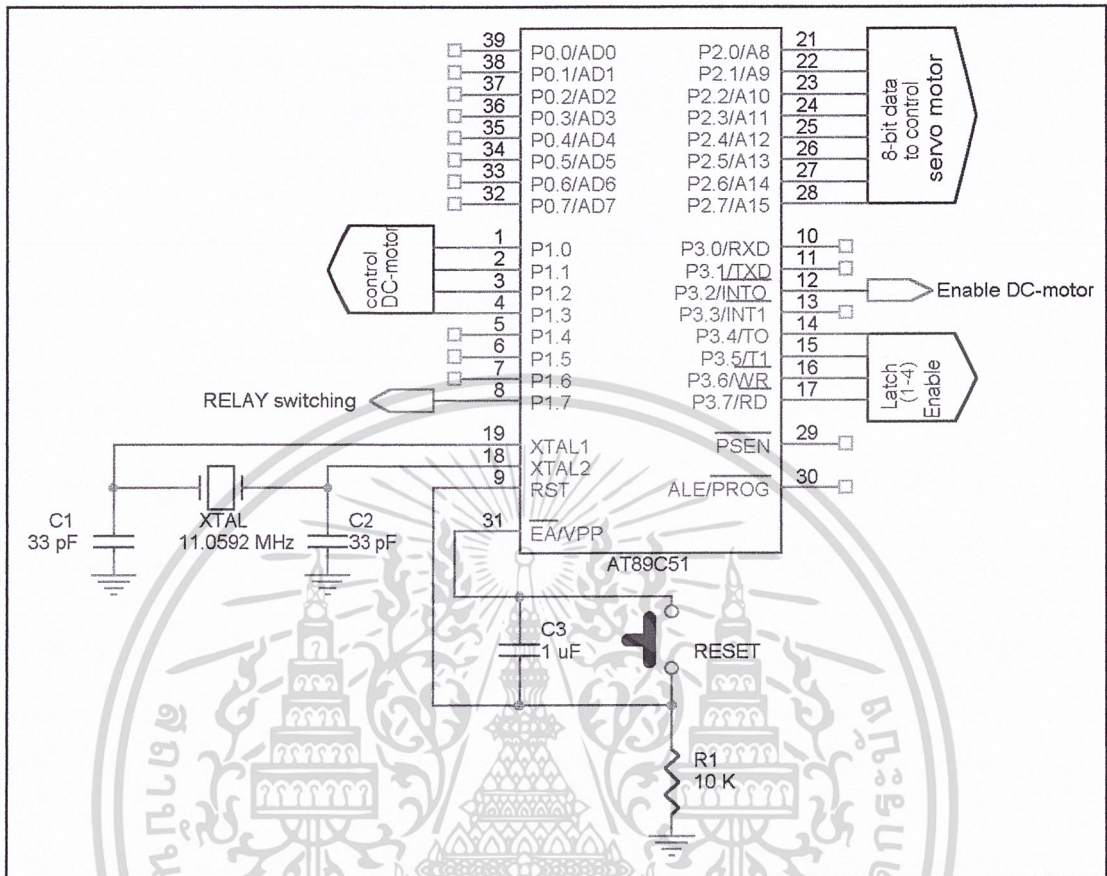 39 P0.0/AD0
38 P0.1/AD1
37 P0.2/AD2
36 P0.3/AD3
35 P0.4/AD4
34 P0.5/AD5
33 P0.6/AD6
32 P0.7/AD7
P2.0/A8 21
P2.1/A9 22
P2.2/A10 23
P2.3/A11 24
P2.4/A12 25
P2.5/A13 26
P2.6/A14 27
P2.7/A15 28
8-bit data
to control
servo motor
control
DC-motor
1 P1.0
2 P1.1
3 P1.2
4 P1.3
5 P1.4
6 P1.5
7 P1.6
8 P1.7
RELAY switching
P3.0/RXD 10
P3.1/TXD 11
P3.2/INTO 12
Enable DC-motor
P3.3/INT1 13
P3.4/TO 14
P3.5/T1 15
P3.6/WR 16
P3.7/RD 17
Latch
(1-4)
Enable
19 XTAL1
18 XTAL2
9 RST
31 EA/VPP
PSEN 29
ALE/PROG 30
AT89C51
C1
33 pF
XTAL
11.0592 MHz
C2
33 pF
C3
1 uF
RESET
R1
10 K